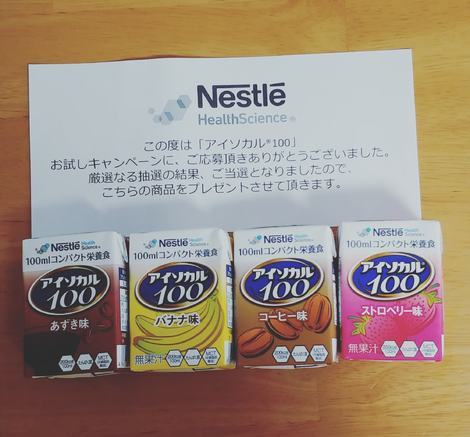 Nestlé
HealthScience®
この度は「アイソカル®100」
お試しキャンペーンに、ご応募頂きありがとうございました。
厳選なる抽選の結果、ご当選となりましたので、
こちらの商品をプレゼントさせて頂きます。
Nestlé Health Science
100mlコンパクト栄養食
アイソカル
100
あずき味
Nestlé Health Science
100mlコンパクト栄養食
アイソカル
100
バナナ味
無果汁
Nestlé Health Science
100mlコンパクト栄養食
アイソカル
100
コーヒー味
Nestlé Health Science
100mlコンパクト栄養食
アイソカル
100
ストロベリー味
無果汁